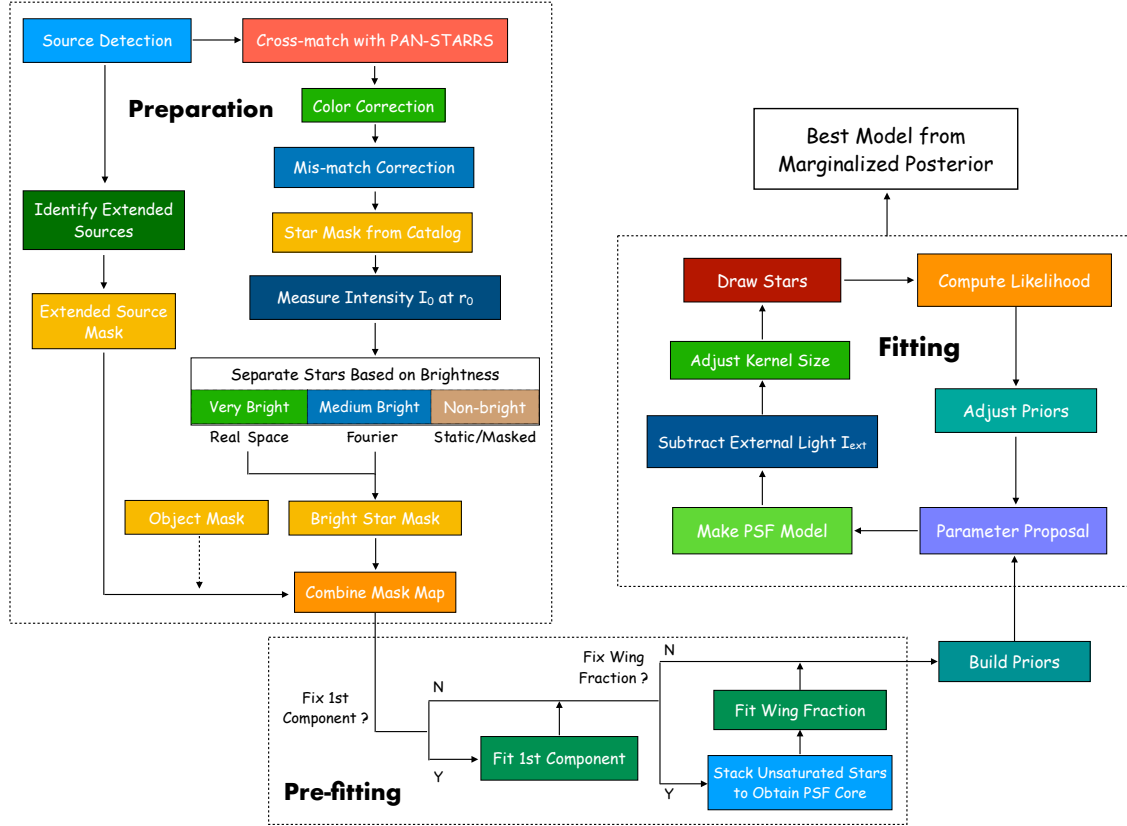 Source Detection
Cross-match with PAN-STARRS
Preparation
Color Correction
Mis-match Correction
Identify Extended
Sources
Star Mask from Catalog
Measure Intensity I₀ at r₀
Extended Source
Mask
Separate Stars Based on Brightness
Very Bright
Medium Bright
Non-bright
Real Space
Fourier
Static/Masked
Object Mask
Bright Star Mask
Combine Mask Map
Fix 1st
Component ?
N
Y
Fit 1st Component
Pre-fitting
Fix Wing
Fraction ?
N
Y
Fit Wing Fraction
Stack Unsaturated Stars
to Obtain PSF Core
Build Priors
Best Model from
Marginalized Posterior
Draw Stars
Compute Likelihood
Fitting
Adjust Kernel Size
Adjust Priors
Subtract External Light Iₑₓₜ
Make PSF Model
Parameter Proposal